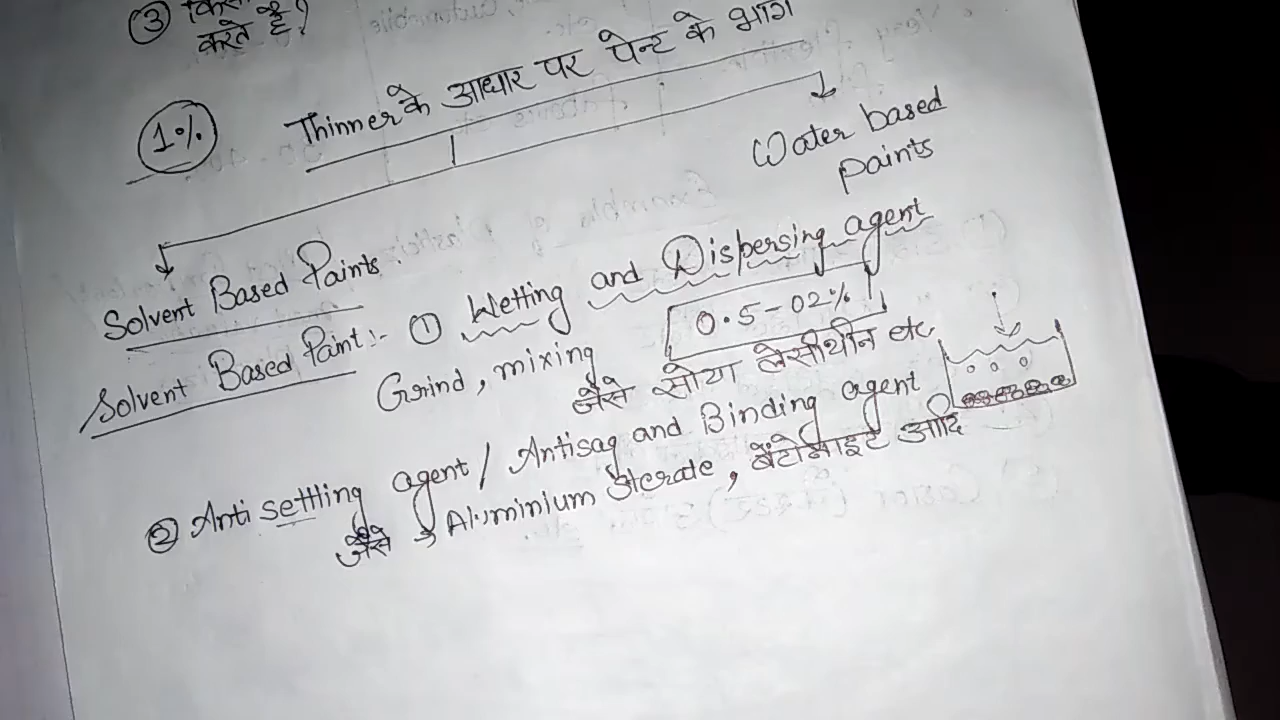 ③
करते है?
1%
Thinner के आधार पर पेन्ट के भाग
Water based
paints
Solvent Based Paints.
Solvent Based Paint:- ① Wetting and Dispersing agent
Grind, mixing
0.5-02%
जैसे सोया लेसीथीन etc.
② Anti settling agent / Antisag and Binding agent
जैसे → Aluminium Sterate, बेंटोनाइट आदि